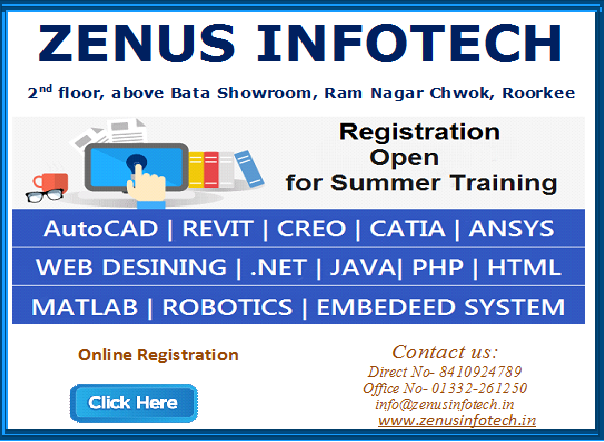 ZENUS INFOTECH
2nd floor, above Bata Showroom, Ram Nagar Chwok, Roorkee
Registration
Open
for Summer Training
AutoCAD | REVIT | CREO | CATIA | ANSYS
WEB DESINING | .NET | JAVA| PHP | HTML
MATLAB | ROBOTICS | EMBEDEED SYSTEM
Online Registration
Click Here
Contact us:
Direct No- 8410924789
Office No- 01332-261250
info@zenusinfotech.in
www.zenusinfotech.in